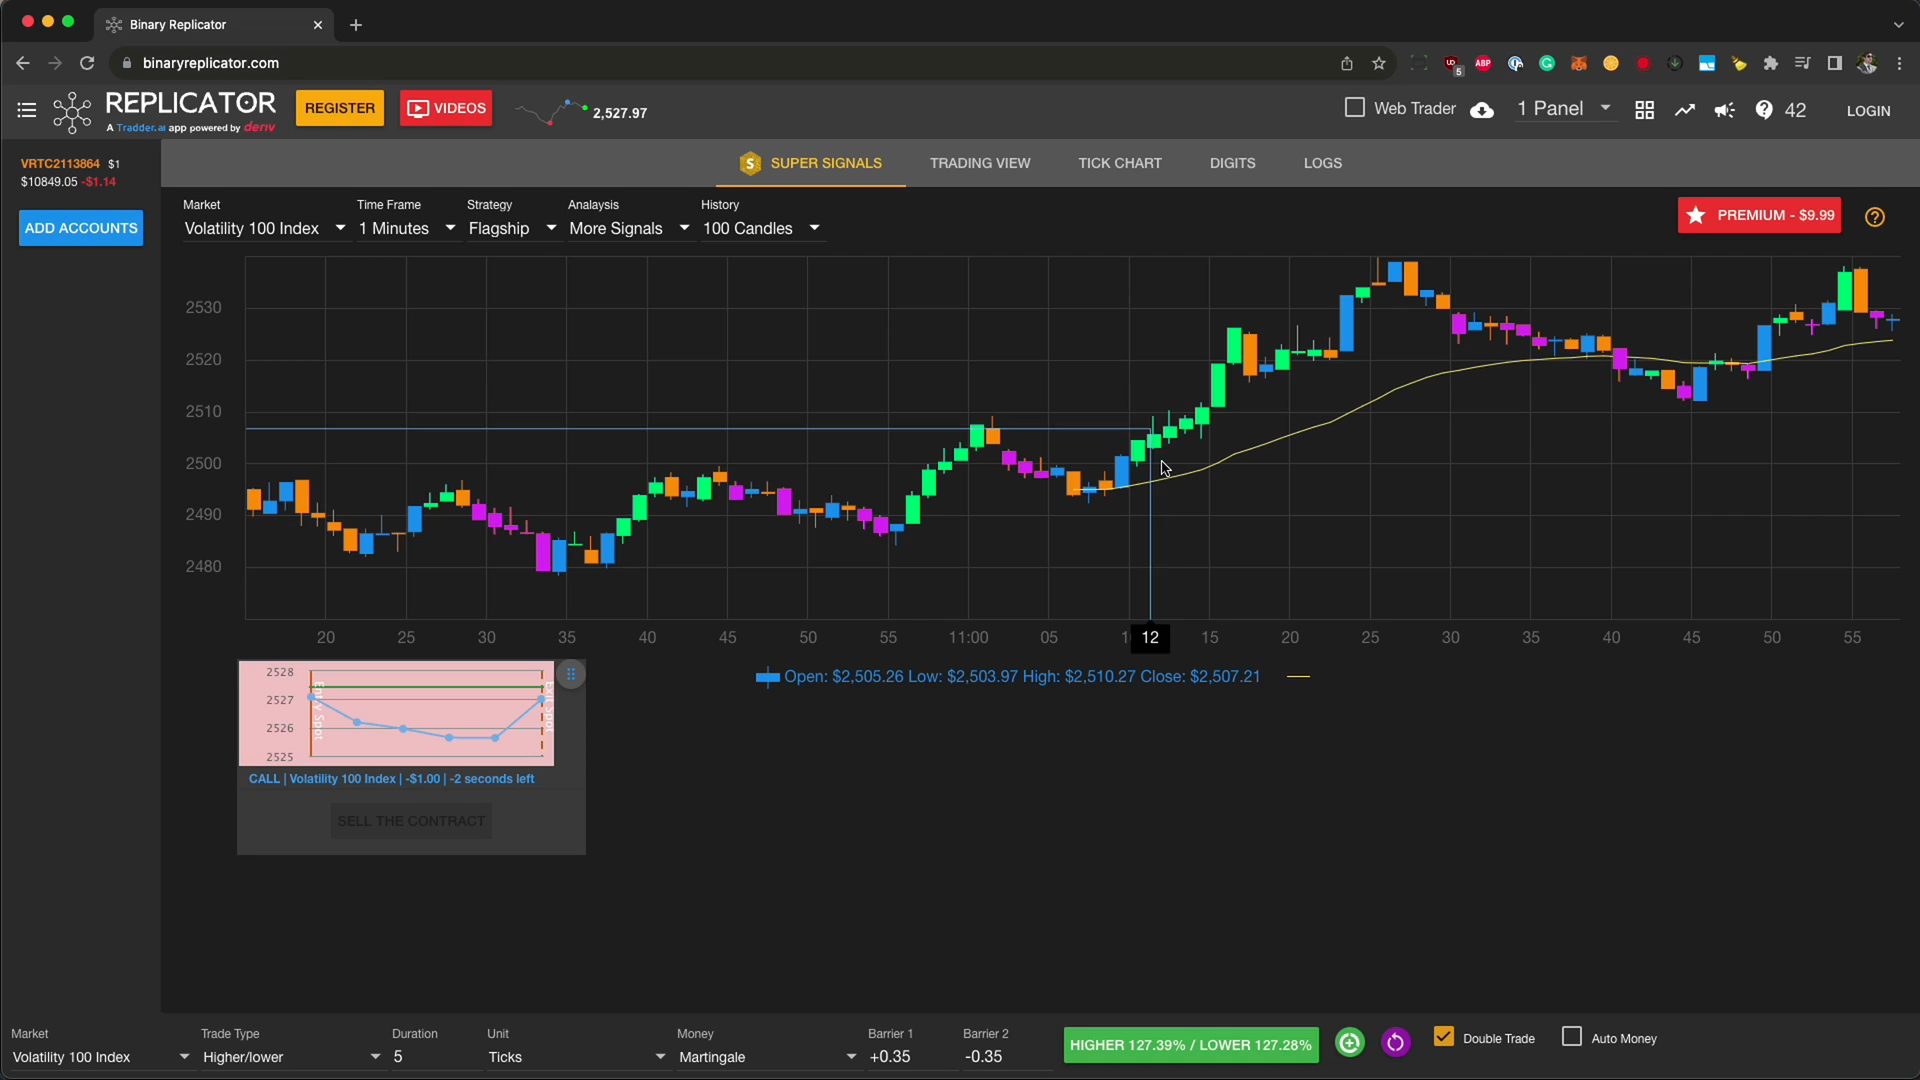 Binary Replicator
binaryreplicator.com
5
ABP
REPLICATOR
A Tradder.ai app powered by deriv
REGISTER
VIDEOS
2,527.97
Web Trader
1 Panel
42
LOGIN
VRTC2113864 $1
$10849.05 -$1.14
ADD ACCOUNTS
S SUPER SIGNALS
TRADING VIEW
TICK CHART
DIGITS
LOGS
Market
Time Frame
Strategy
Analaysis
History
Volatility 100 Index
1 Minutes
Flagship
More Signals
100 Candles
PREMIUM - $9.99
2530
2520
2510
2500
2490
2480
20 25 30 35 40 45 50 55 11:00 05 12 15 20 25 30 35 40 45 50 55
Open: $2,505.26 Low: $2,503.97 High: $2,510.27 Close: $2,507.21
2528
2527
2526
2525
Entry Spot
Exit Spot
CALL | Volatility 100 Index | -$1.00 | -2 seconds left
SELL THE CONTRACT
Market
Trade Type
Duration
Unit
Money
Barrier 1
Barrier 2
Volatility 100 Index
Higher/lower
5
Ticks
Martingale
+0.35
-0.35
HIGHER 127.39% / LOWER 127.28%
Double Trade
Auto Money